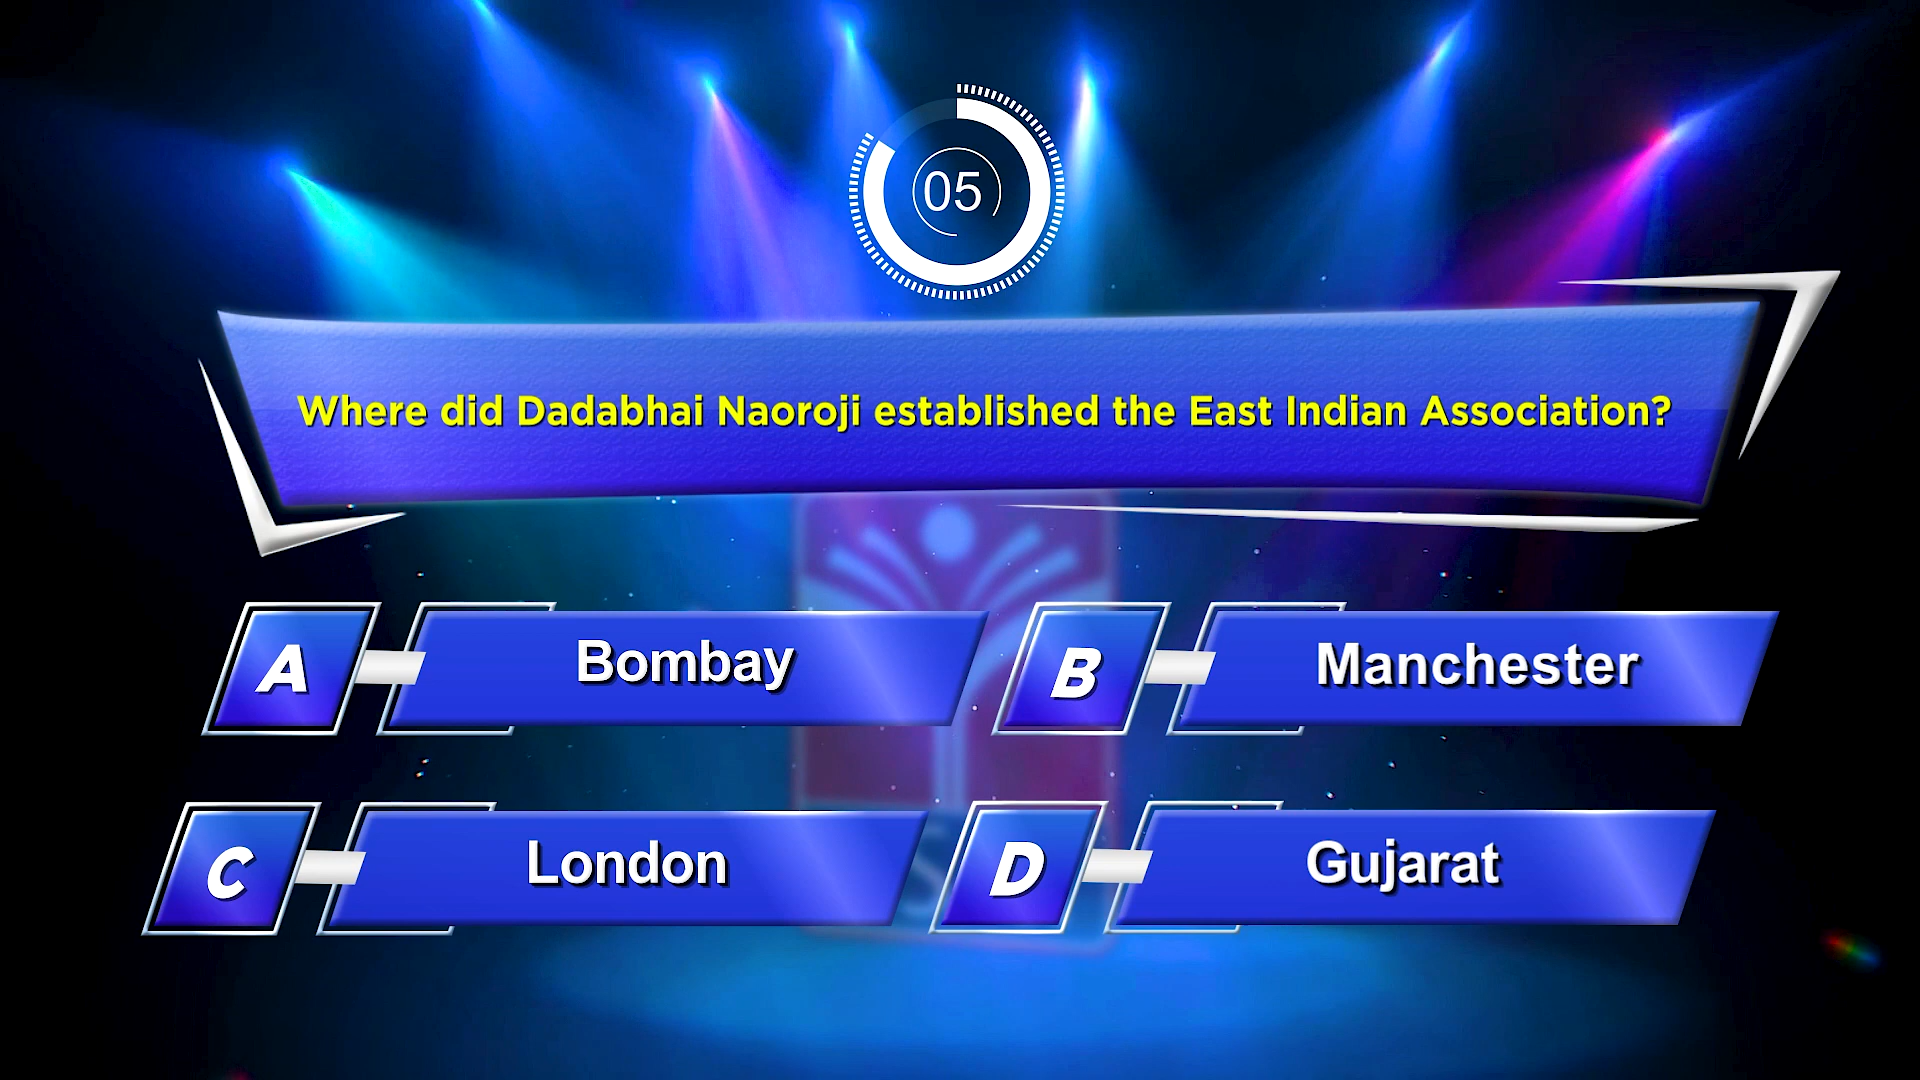 05
Where did Dadabhai Naoroji established the East Indian Association?
A
Bombay
B
Manchester
C
London
D
Gujarat